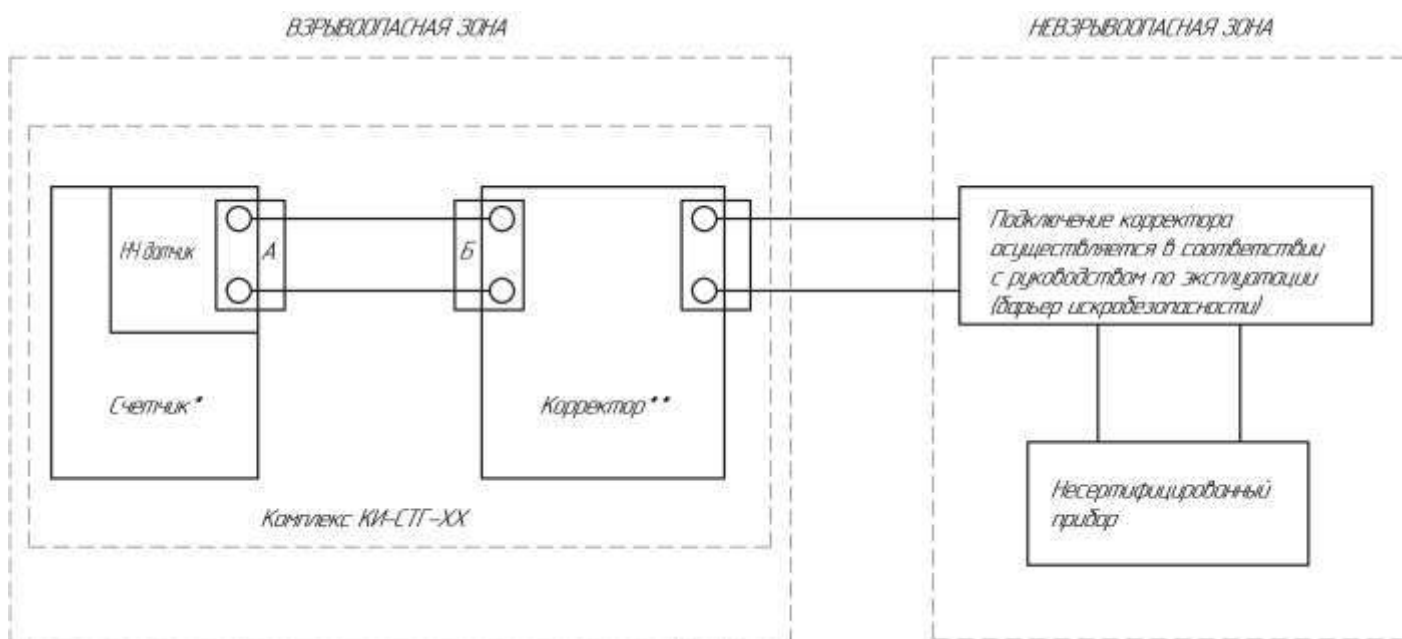 ВЗРЫВООПАСНАЯ ЗОНА
НЕВЗРЫВООПАСНАЯ ЗОНА
НЧ датчик
А
Б
Счетчик*
Корректор**
Комплекс КИ-СТГ-ХХ
Подключение корректора
осуществляется в соответствии
с руководством по эксплуатации
(барьер искробезопасности)
Несертифицированный
прибор